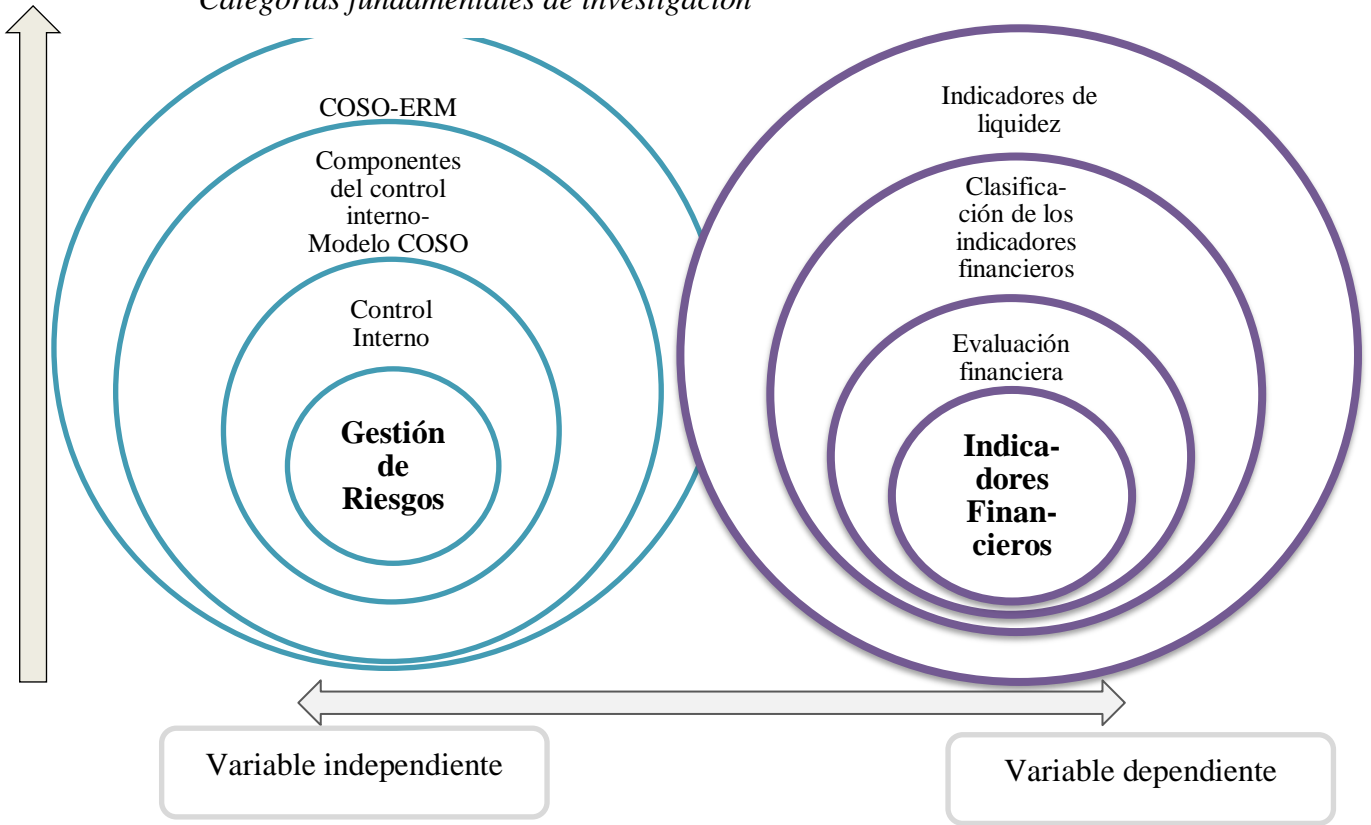 Categorías fundamentales de investigación
COSO-ERM
Componentes
del control
interno-
Modelo COSO
Control
Interno
Gestión
de
Riesgos
Indicadores de
liquidez
Clasifica-
ción de los
indicadores
financieros
Evaluación
financiera
Indica-
dores
Finan-
cieros
Variable independiente
Variable dependiente